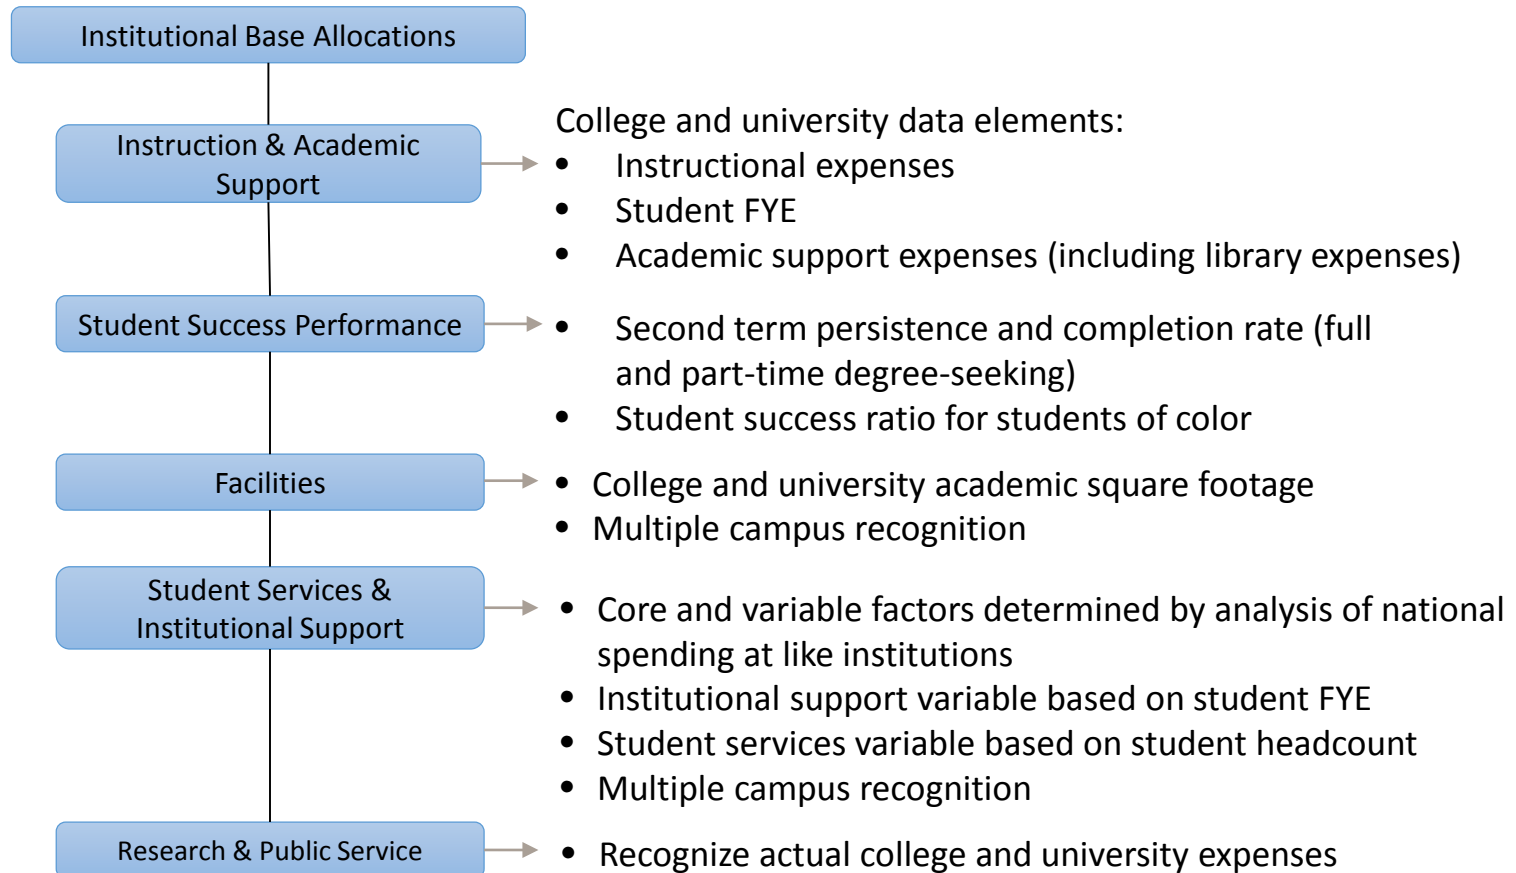 Institutional Base Allocations
Instruction & Academic
Support
College and university data elements:
• Instructional expenses
• Student FYE
• Academic support expenses (including library expenses)
Student Success Performance
• Second term persistence and completion rate (full
and part-time degree-seeking)
• Student success ratio for students of color
Facilities
• College and university academic square footage
• Multiple campus recognition
Student Services &
Institutional Support
• Core and variable factors determined by analysis of national
spending at like institutions
• Institutional support variable based on student FYE
• Student services variable based on student headcount
• Multiple campus recognition
Research & Public Service
• Recognize actual college and university expenses